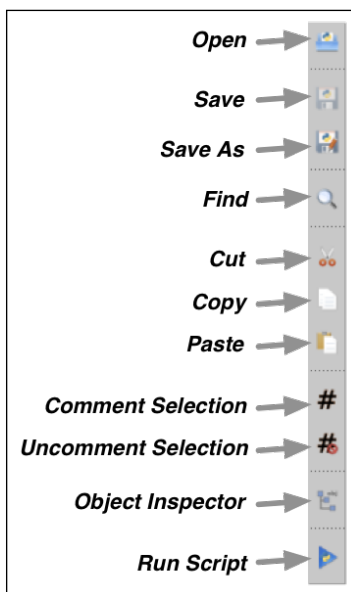 Open
Save
Save As
Find
Cut
Copy
Paste
#
Comment Selection
#
Uncomment Selection
Object Inspector
Run Script